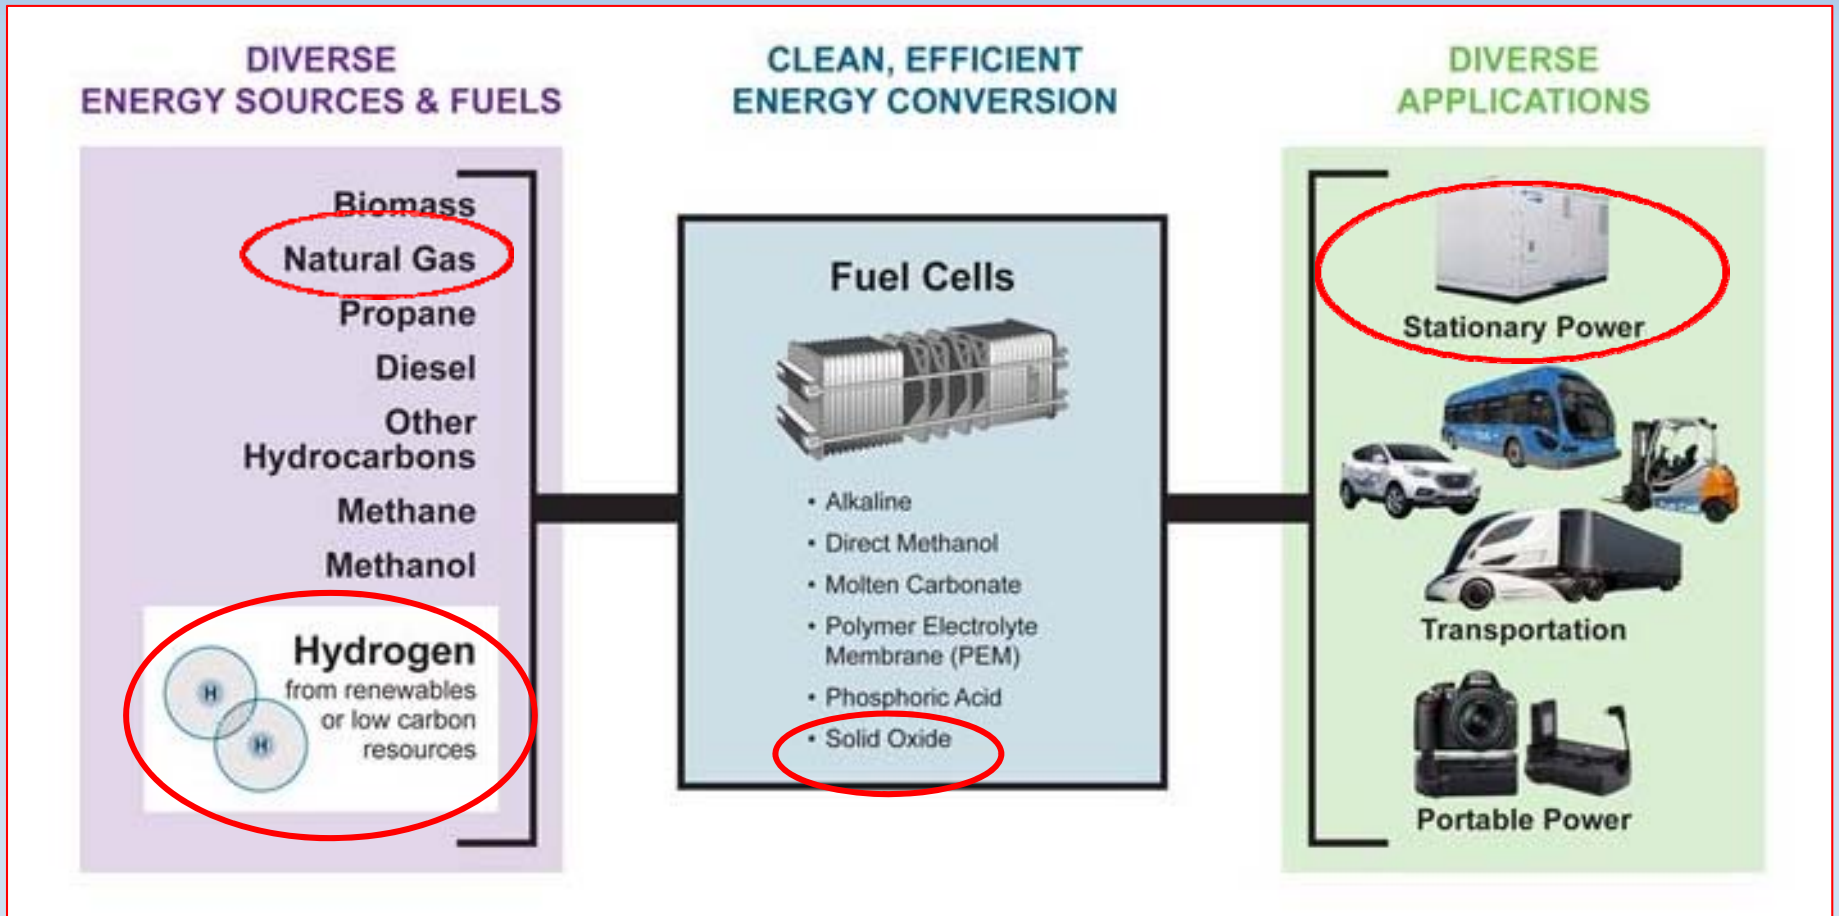 DIVERSE
ENERGY SOURCES & FUELS
Biomass
Natural Gas
Propane
Diesel
Other
Hydrocarbons
Methane
Methanol
Hydrogen
from renewables
or low carbon
resources
H
H
CLEAN, EFFICIENT
ENERGY CONVERSION
Fuel Cells
• Alkaline
• Direct Methanol
• Molten Carbonate
• Polymer Electrolyte
Membrane (PEM)
• Phosphoric Acid
• Solid Oxide
DIVERSE
APPLICATIONS
Stationary Power
Transportation
Portable Power